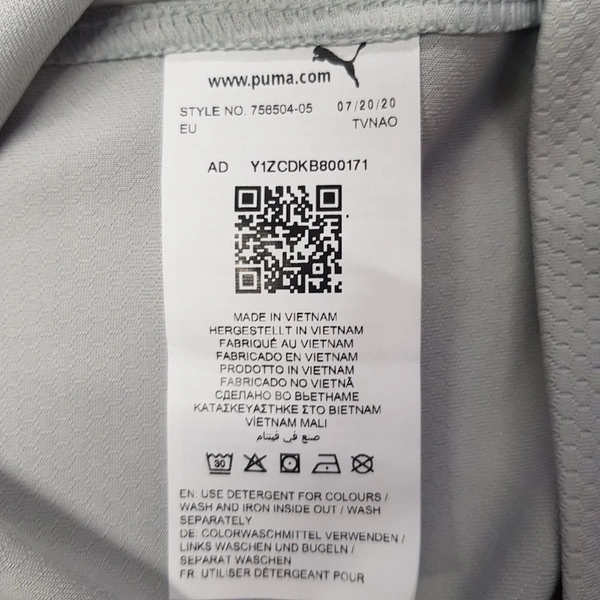 www.puma.com
STYLE NO. 756504-05 07/20/20
EU TVNAO
AD Y1ZCDKB800171
MADE IN VIETNAM
HERGESTELLT IN VIETNAM
FABRIQUÉ AU VIETNAM
FABRICADO EN VIETNAM
PRODOTTO IN VIETNAM
FABRICADO NO VIETNÃ
СДЕЛАНО ВО ВЬЕТНАМЕ
ΚΑΤΑΣΚΕΥΑΣΤΗΚΕ ΣΤΟ ΒΙΕΤΝΑΜ
VİETNAM MALI
صنع في فيتنام
30
EN: USE DETERGENT FOR COLOURS /
WASH AND IRON INSIDE OUT / WASH
SEPARATELY
DE: COLORWASCHMITTEL VERWENDEN /
LINKS WASCHEN UND BUGELN /
SEPARAT WASCHEN
FR: UTILISER DÉTERGENT POUR